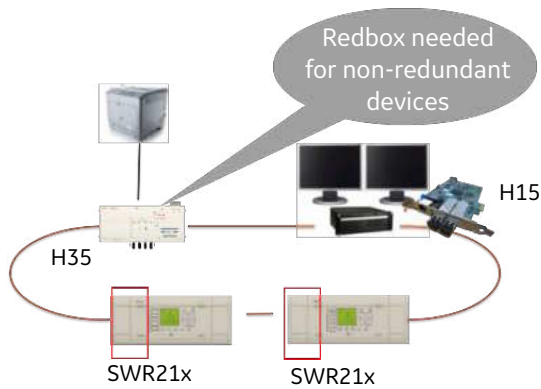 Redbox needed
for non-redundant
devices
H15
H35
SWR21x
SWR21x